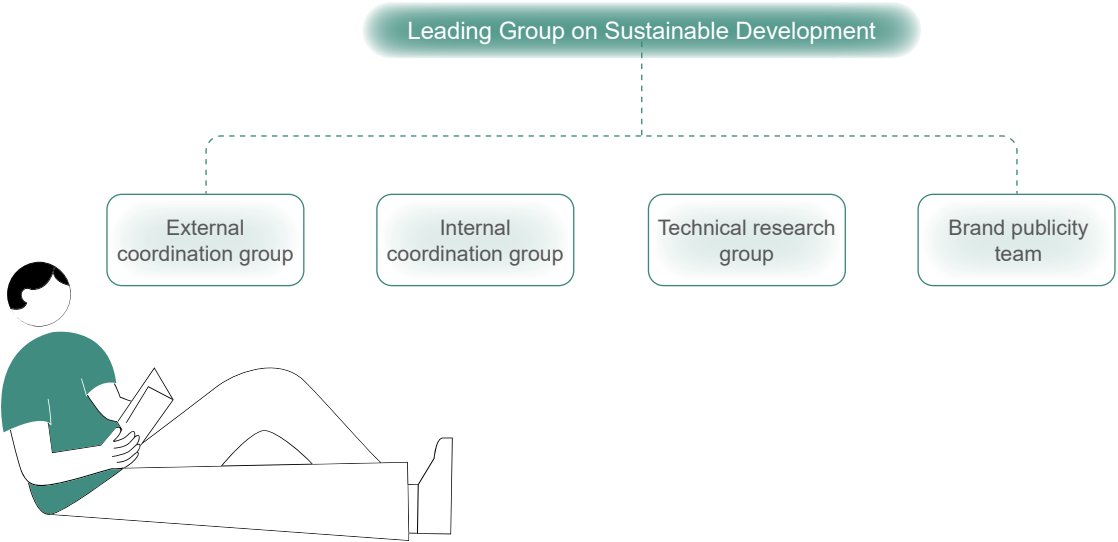 Leading Group on Sustainable Development
External
coordination group
Internal
coordination group
Technical research
group
Brand publicity
team